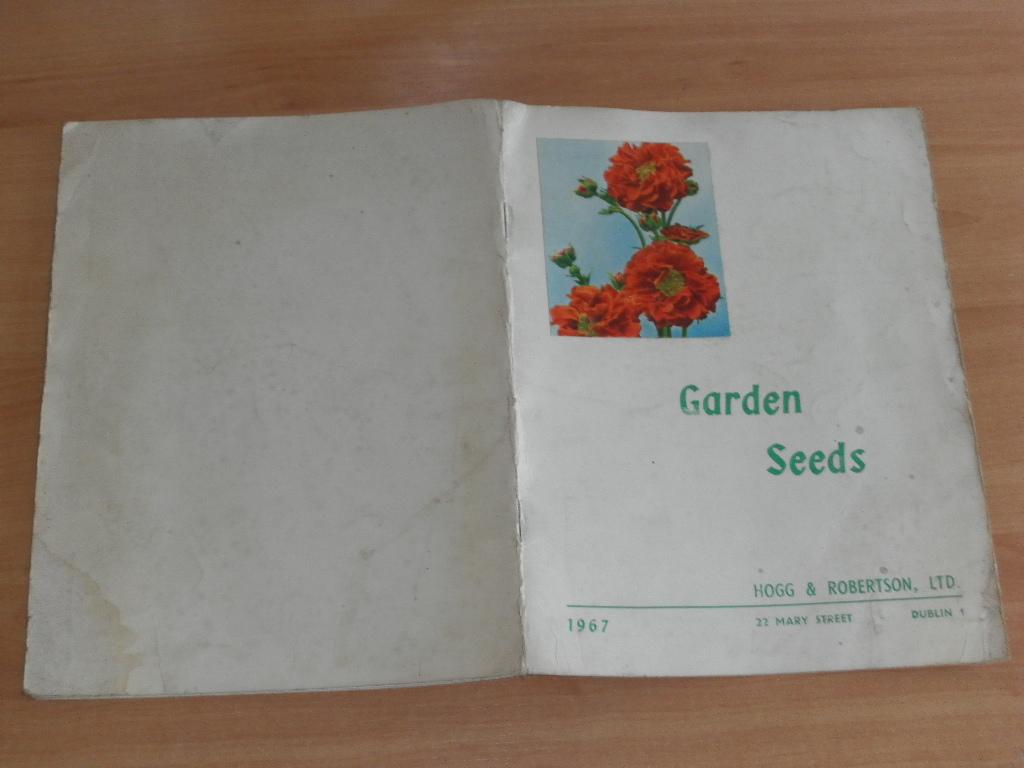 Garden
Seeds
HOGG & ROBERTSON, LTD.
1967 22 MARY STREET DUBLIN 1